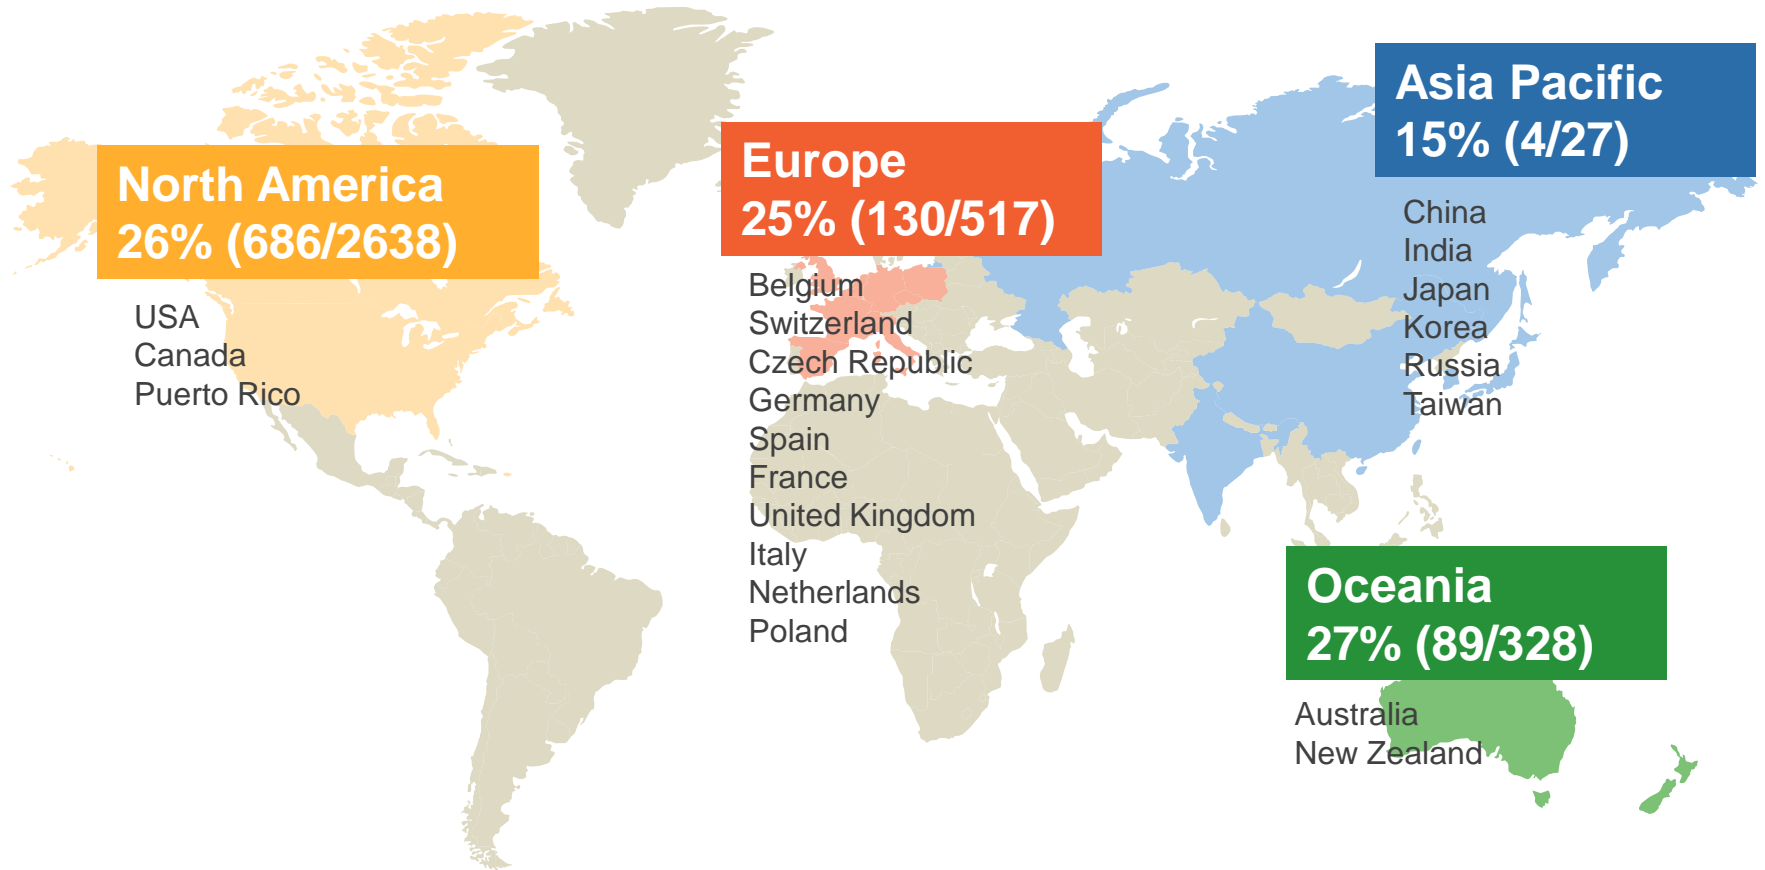 North America
26% (686/2638)
USA
Canada
Puerto Rico
Europe
25% (130/517)
Belgium
Switzerland
Czech Republic
Germany
Spain
France
United Kingdom
Italy
Netherlands
Poland
Asia Pacific
15% (4/27)
China
India
Japan
Korea
Russia
Taiwan
Oceania
27% (89/328)
Australia
New Zealand